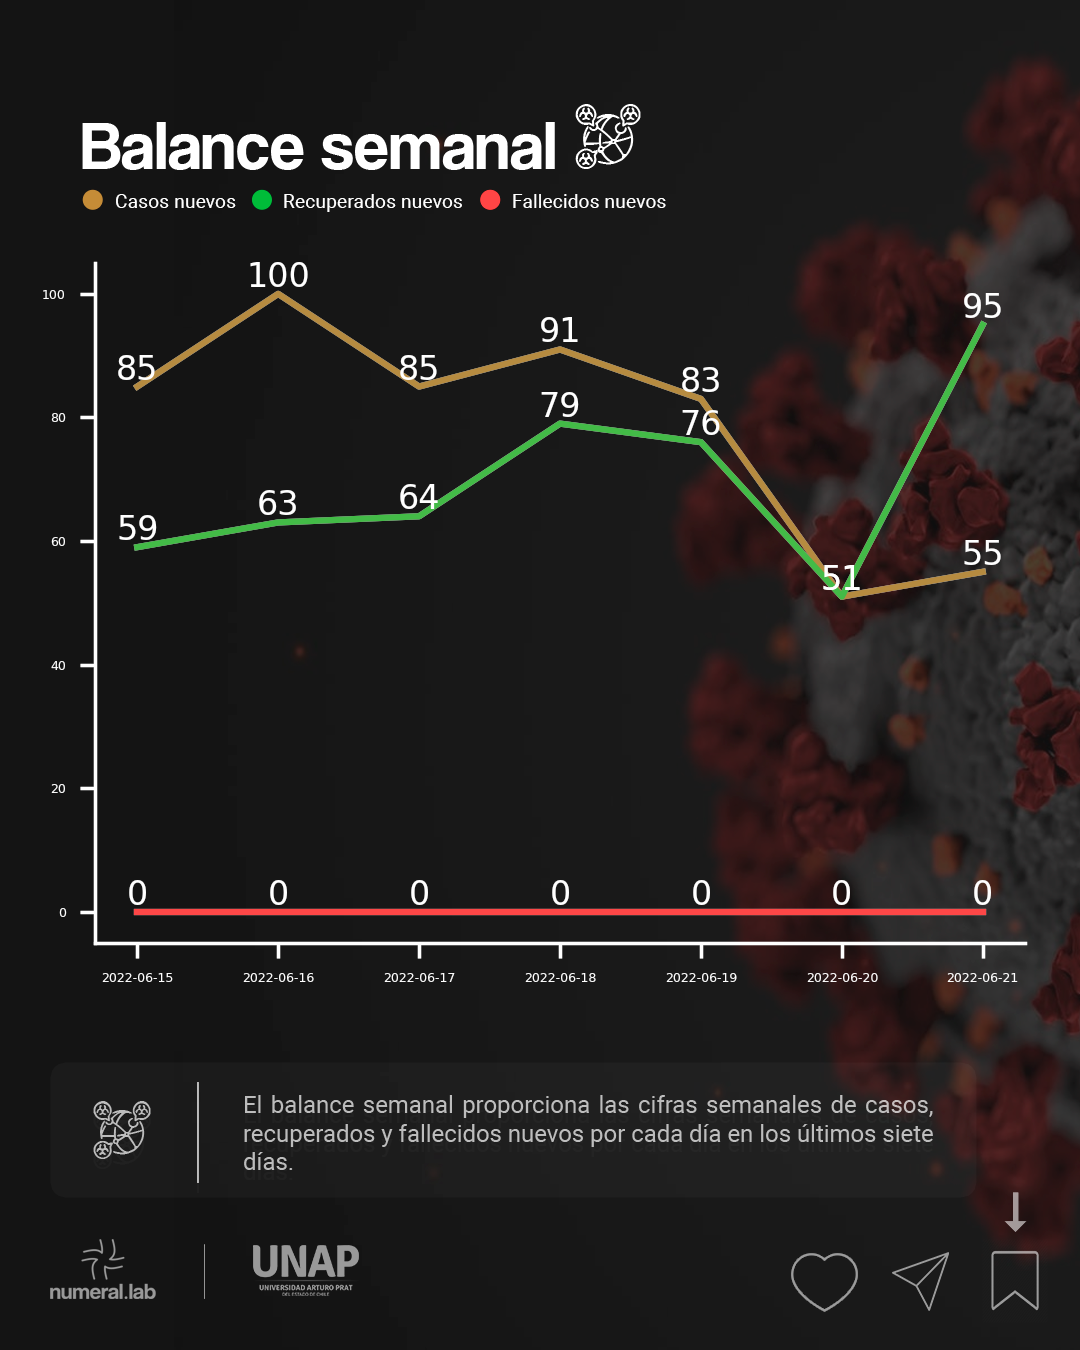 Balance semanal
Casos nuevos Recuperados nuevos Fallecidos nuevos
100
80
60
40
20
0
85 100 85 91 83 51 55
59 63 64 79 76 95
0 0 0 0 0 0 0
2022-06-15 2022-06-16 2022-06-17 2022-06-18 2022-06-19 2022-06-20 2022-06-21
El balance semanal proporciona las cifras semanales de casos,
recuperados y fallecidos nuevos por cada día en los últimos siete
días.
numeral.lab
UNAP
UNIVERSIDAD ARTURO PRAT
DEL ESTADO DE CHILE